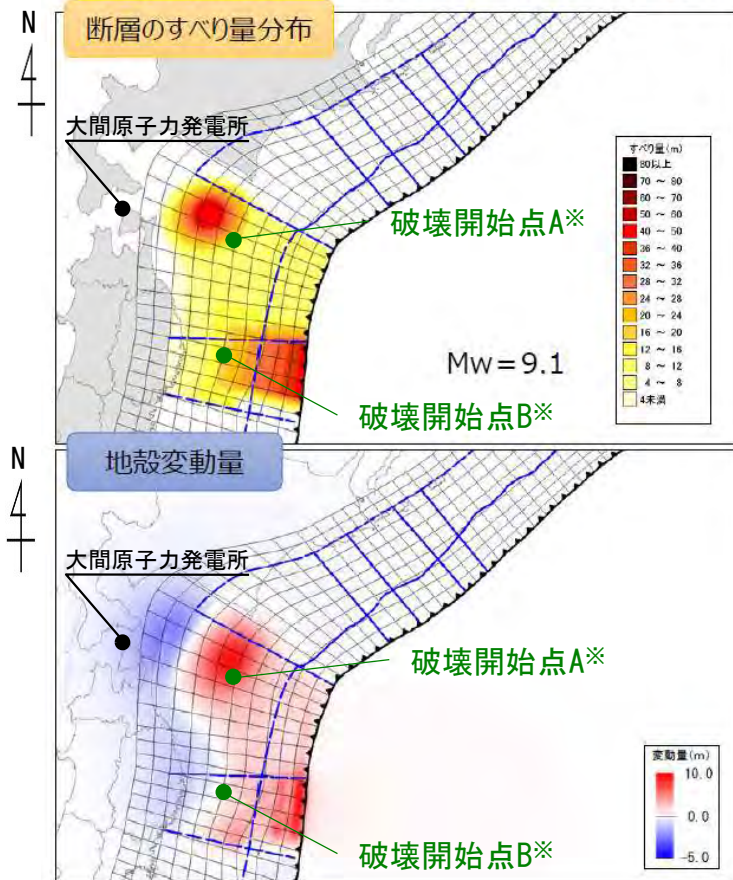 断層のすべり量分布
N
大間原子力発電所
すべり量(m)
80以上
70 ～ 80
60 ～ 70
50 ～ 60
40 ～ 50
36 ～ 40
32 ～ 36
28 ～ 32
24 ～ 28
20 ～ 24
16 ～ 20
12 ～ 16
8 ～ 12
4 ～ 8
4未満
破壊開始点A※
Mw＝9.1
破壊開始点B※
地殻変動量
N
大間原子力発電所
破壊開始点A※
変動量(m)
10.0
0.0
-5.0
破壊開始点B※